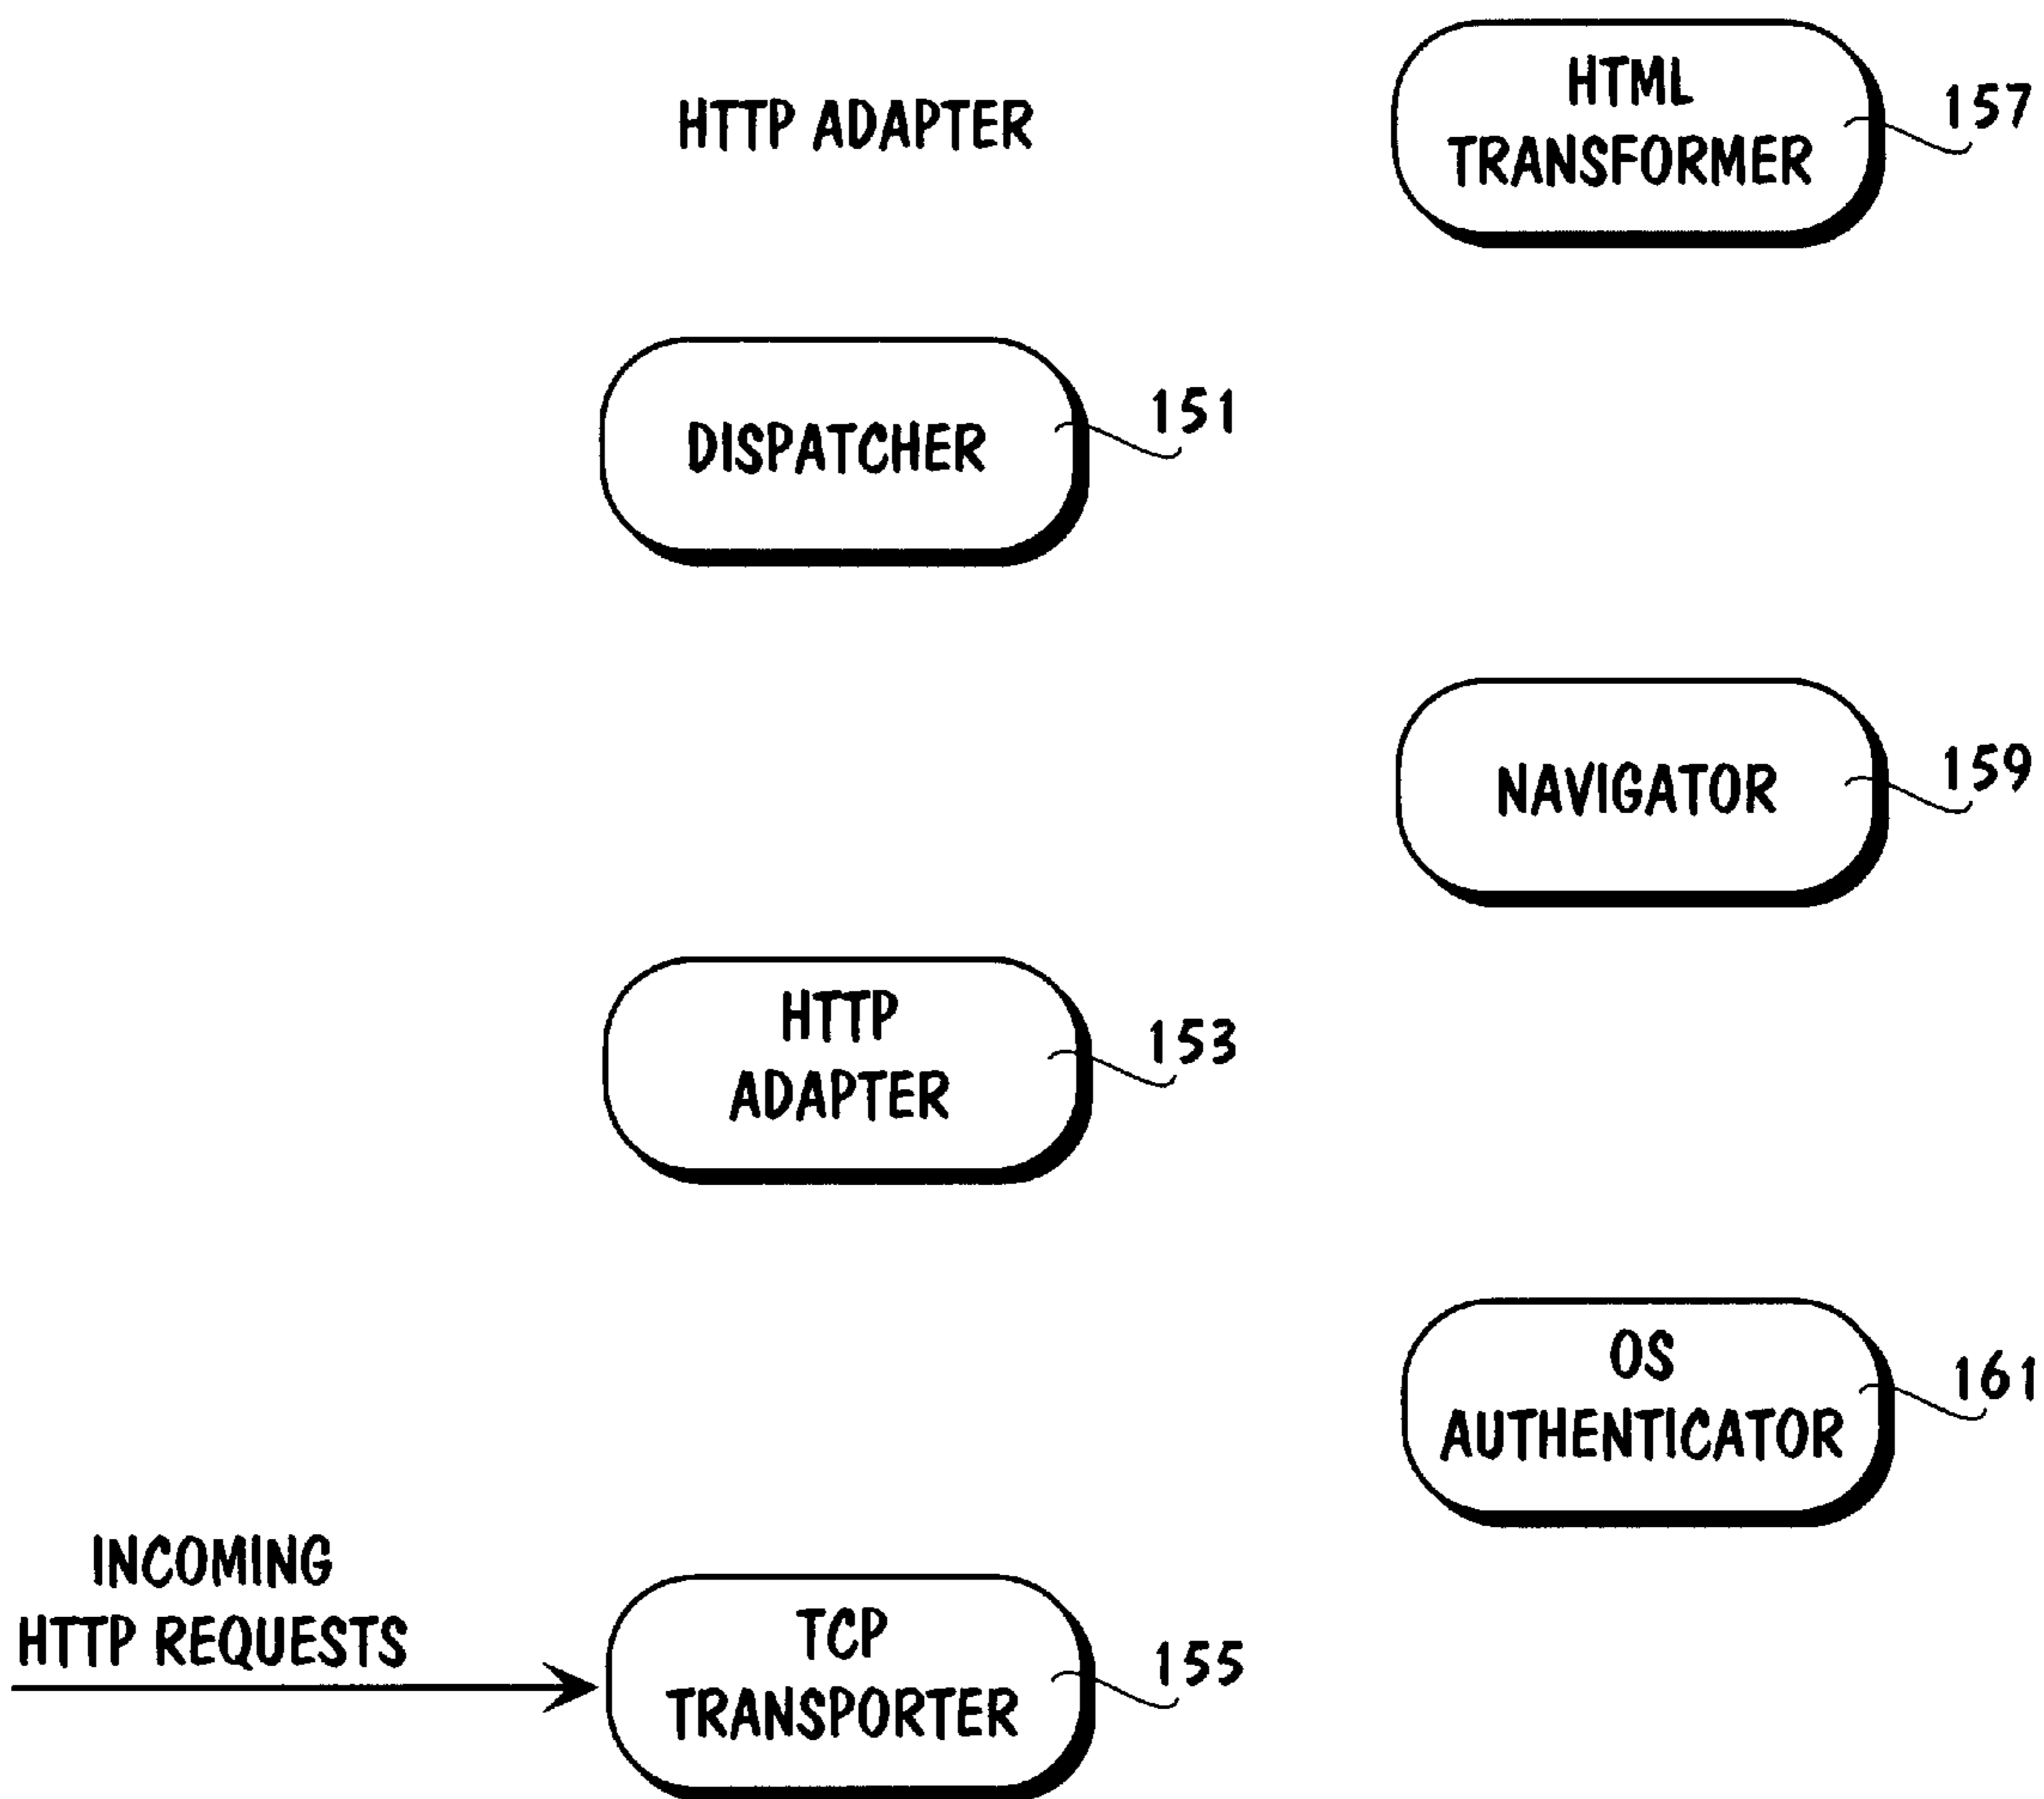 HTTP ADAPTER
HTML
TRANSFORMER
157
DISPATCHER
151
NAVIGATOR
159
HTTP
ADAPTER
153
OS
AUTHENTICATOR
161
INCOMING
HTTP REQUESTS
TCP
TRANSPORTER
155